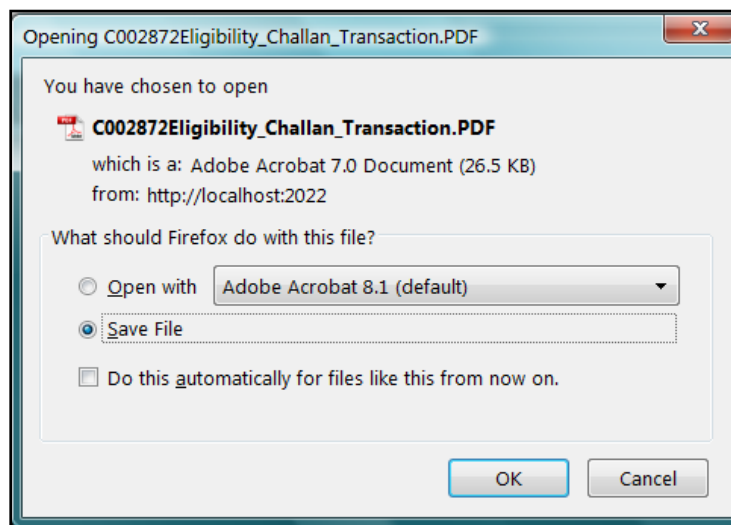 Opening C002872Eligibility_Challan_Transaction.PDF
You have chosen to open
C002872Eligibility_Challan_Transaction.PDF
which is a: Adobe Acrobat 7.0 Document (26.5 KB)
from: http://localhost:2022
What should Firefox do with this file?
Open with Adobe Acrobat 8.1 (default)
Save File
Do this automatically for files like this from now on.
OK Cancel